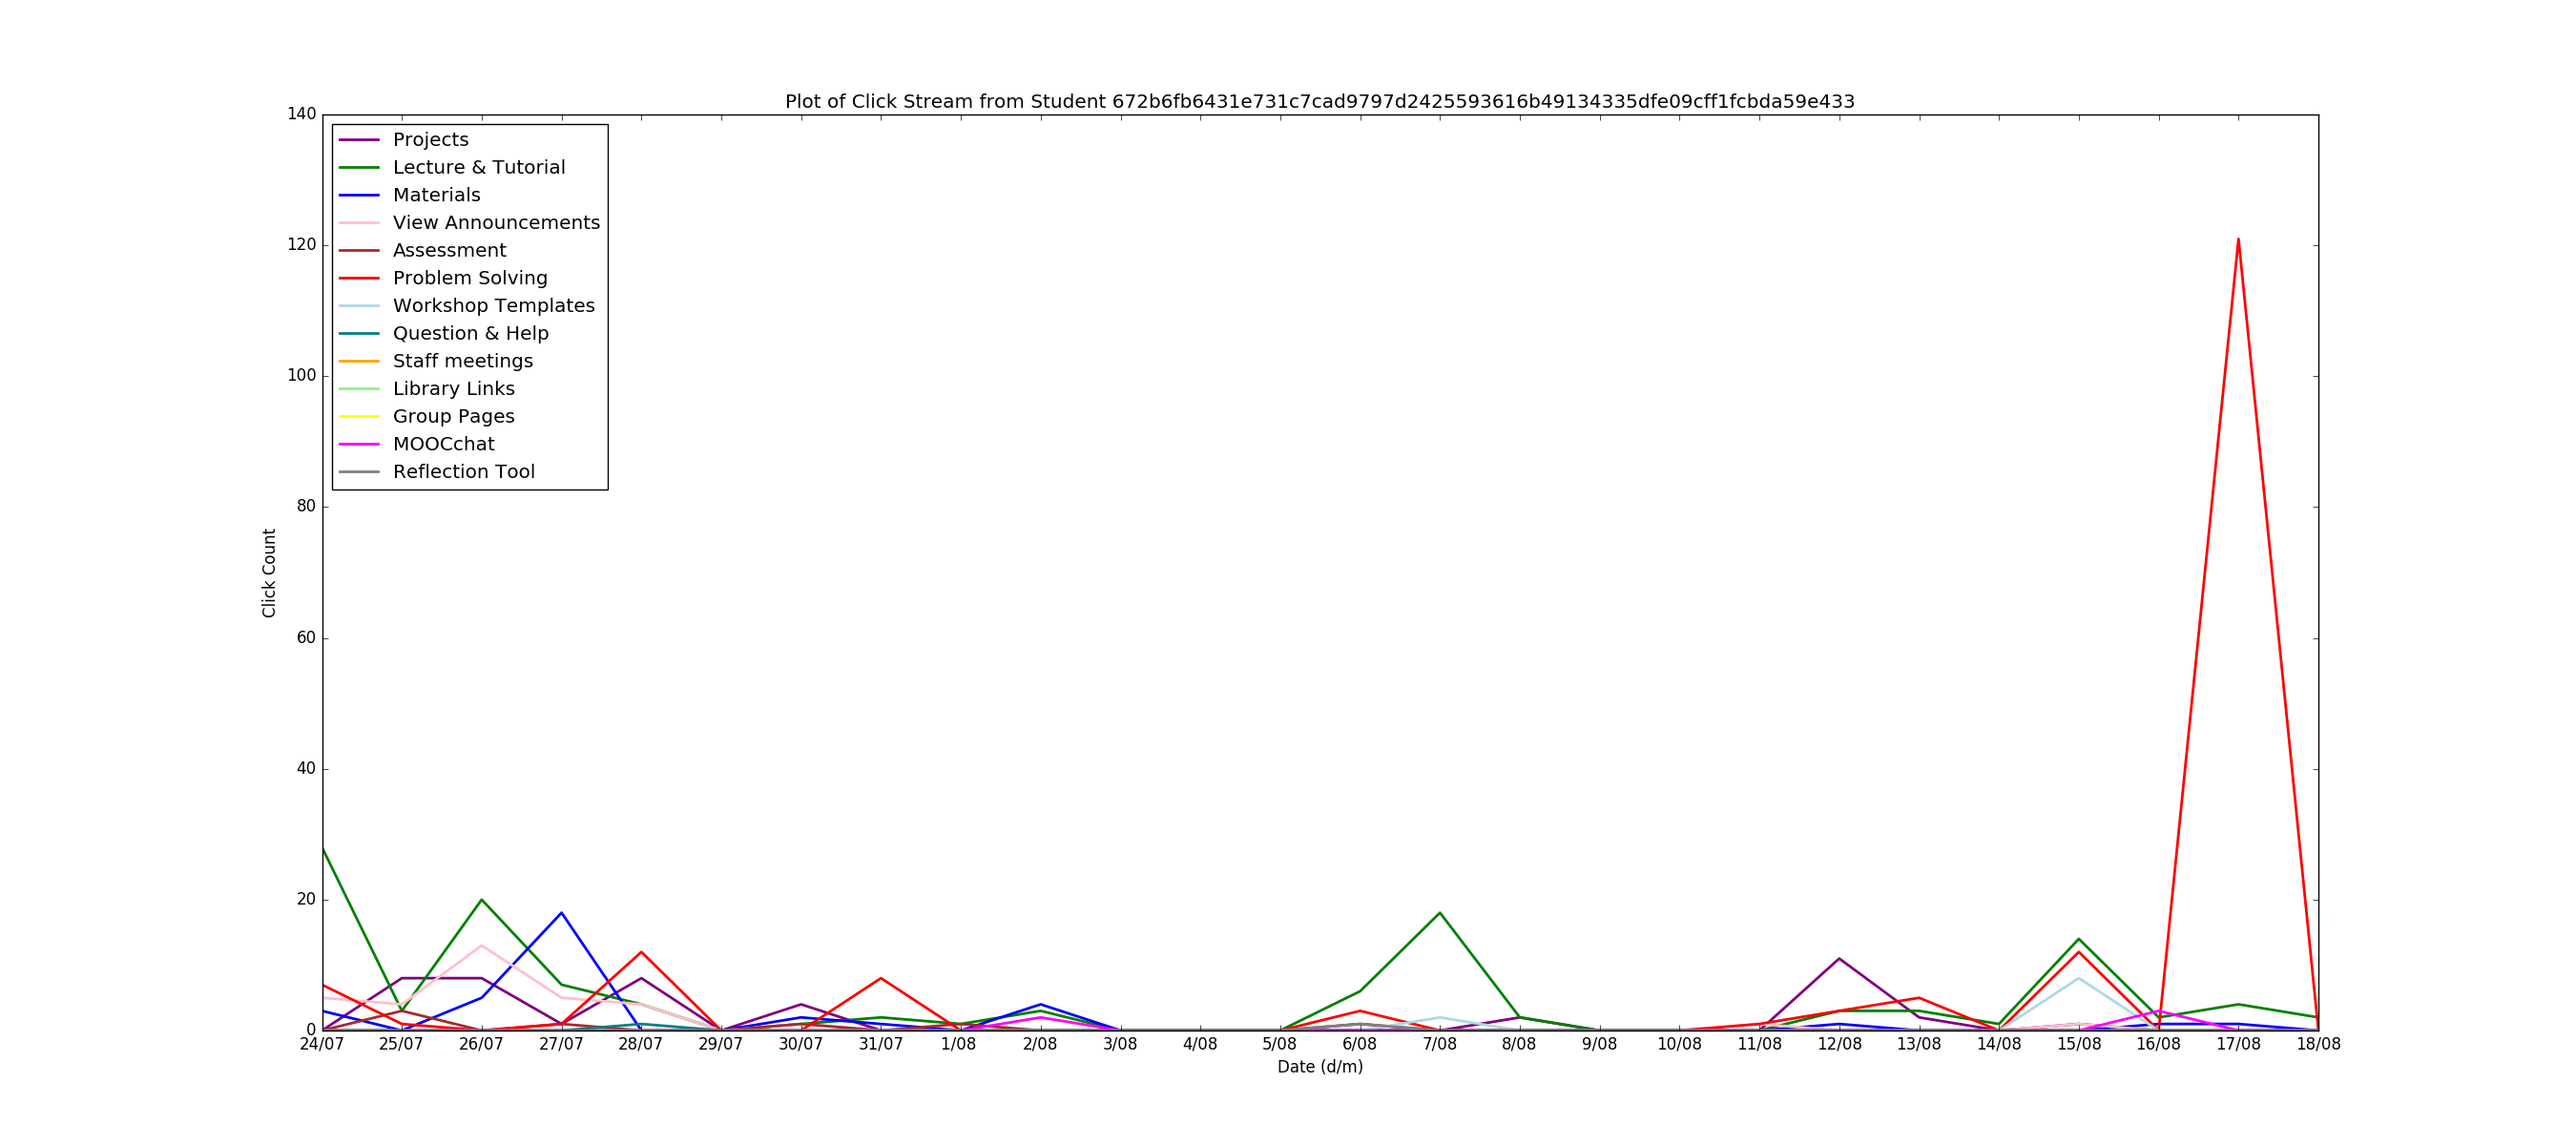 Plot of Click Stream from Student 672b6fb6431e731c7cad9797d2425593616b49134335dfe09cff1fcbda59e433
140
120
100
80
60
40
20
0
Click Count
Projects
Lecture & Tutorial
Materials
View Announcements
Assessment
Problem Solving
Workshop Templates
Question & Help
Staff meetings
Library Links
Group Pages
MOOCchat
Reflection Tool
24/07 25/07 26/07 27/07 28/07 29/07 30/07 31/07 1/08 2/08 3/08 4/08 5/08 6/08 7/08 8/08 9/08 10/08 11/08 12/08 13/08 14/08 15/08 16/08 17/08 18/08
Date (d/m)